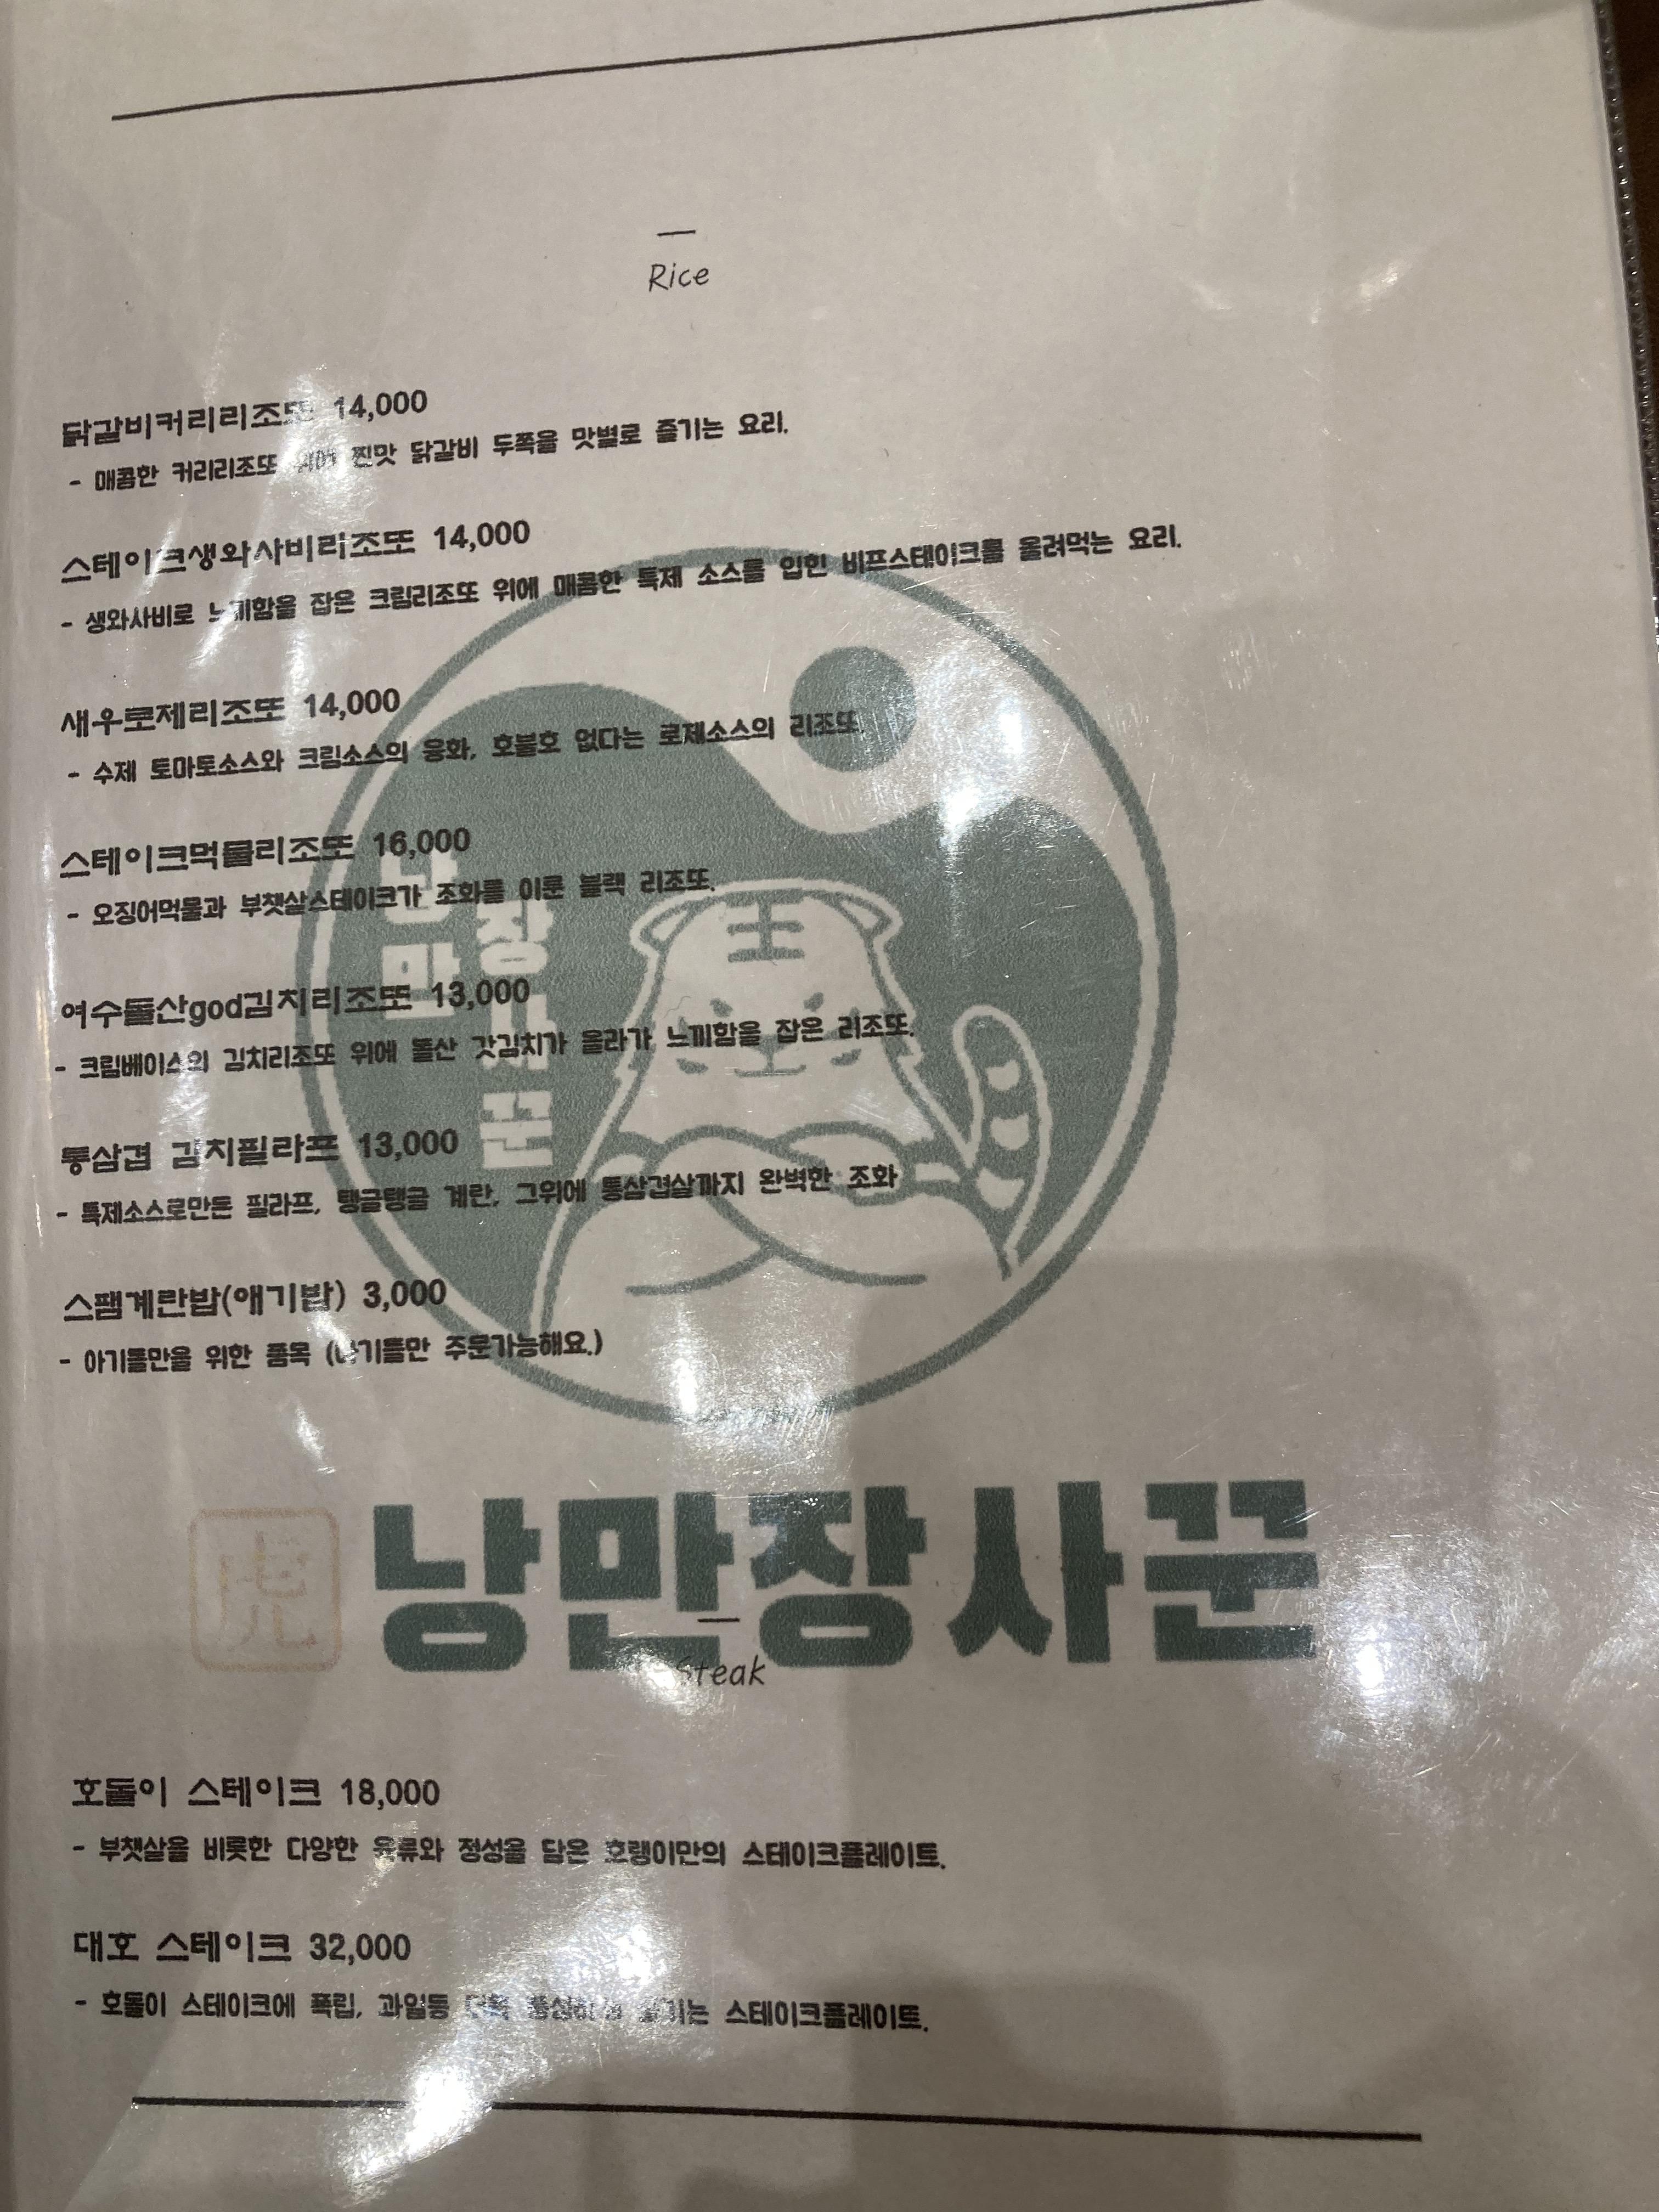 Rice
닭갈비커리리조또 14,000
- 매콤한 커리리조또 위에 찐맛 닭갈비 두쪽을 맛별로 즐기는 요리.
스테이크생와사비리조또 14,000
- 생와사비로 느끼함을 잡은 크림리조또 위에 매콤한 특제 소스를 입힌 비프스테이크를 올려먹는 요리.
새우로제리조또 14,000
- 수제 토마토소스와 크림소스의 융화, 호불호 없다는 로제소스의 리조또.
스테이크먹물리조또 16,000
- 오징어먹물과 부챗살스테이크가 조화를 이룬 블랙 리조또.
여수돌산god김치리조또 13,000
- 크림베이스의 김치리조또 위에 돌산 갓김치가 올라가 느끼함을 잡은 리조또.
통삼겹 김치필라프 13,000
- 특제소스로만든 필라프, 탱글탱글 계란, 그위에 통삼겹살까지 완벽한 조화
스팸계란밥(애기밥) 3,000
- 아기들만을 위한 품목 (아기들만 주문가능해요.)
낭만
장사꾼
虎 낭만장사꾼
Steak
호돌이 스테이크 18,000
- 부챗살을 비롯한 다양한 육류와 정성을 담은 호랭이만의 스테이크플레이트.
대호 스테이크 32,000
- 호돌이 스테이크에 폭립, 과일등 즐기는 스테이크플레이트.